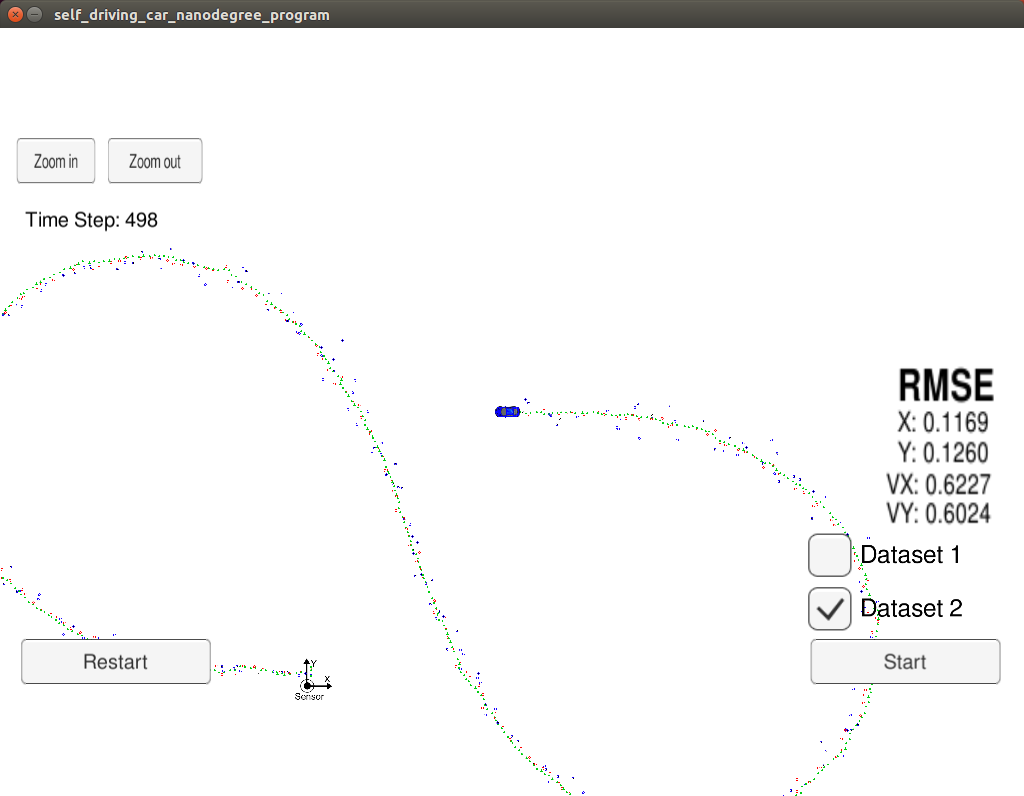 self_driving_car_nanodegree_program
Zoom in
Zoom out
Time Step: 498
RMSE
X: 0.1169
Y: 0.1260
VX: 0.6227
VY: 0.6024
Dataset 1
Dataset 2
Restart
Start
Y
X
Sensor